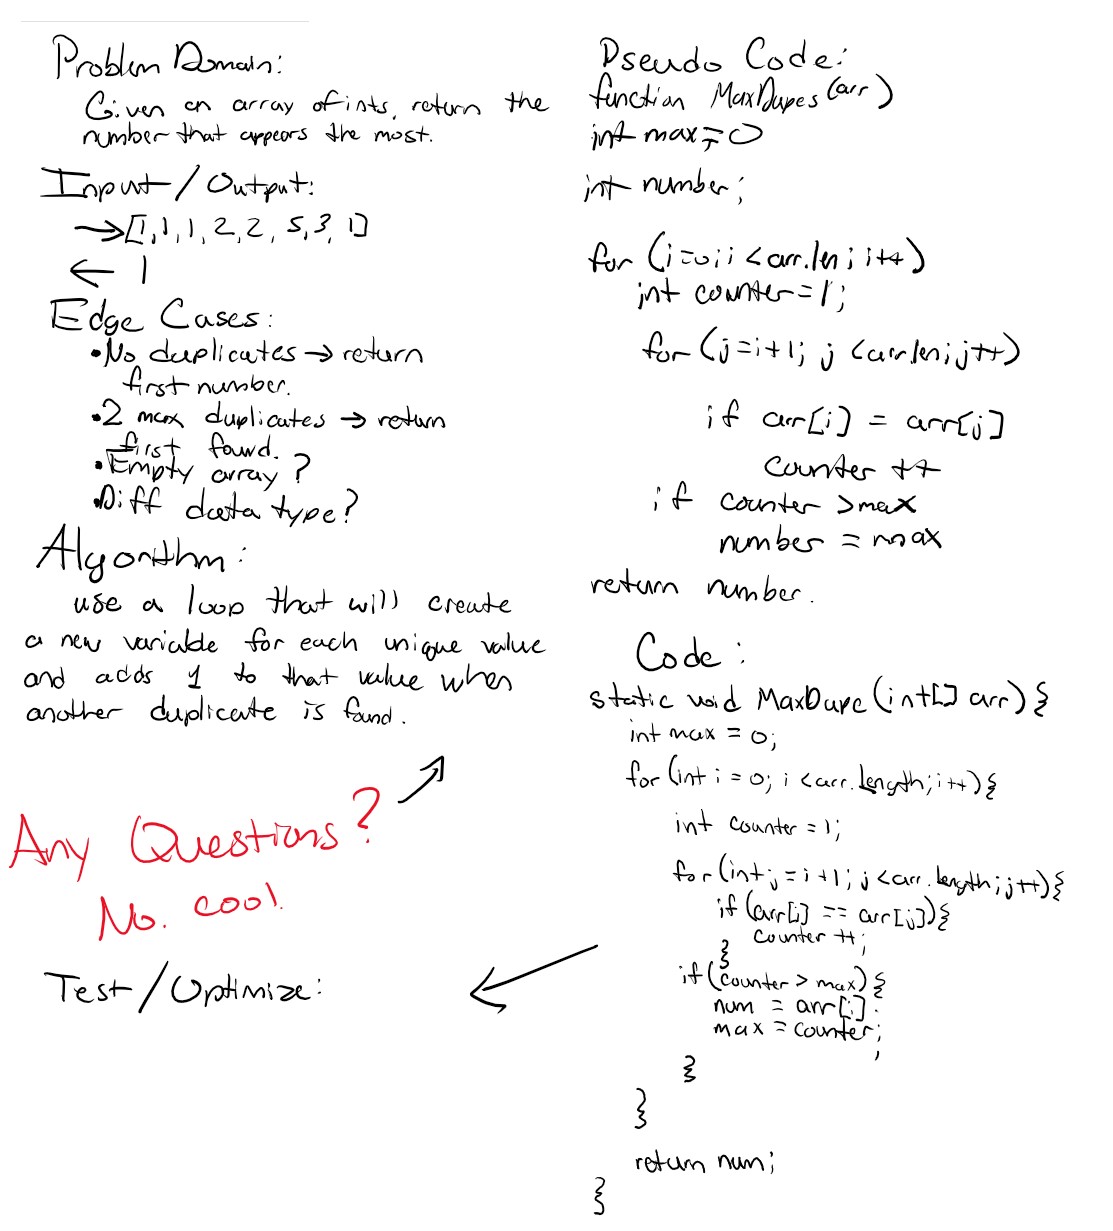 Problem Domain:
Given an array of ints, return the
number that appears the most.
Input/Output:
→[1,1,1,2,2,5,3,1]
← 1
Edge Cases:
•No duplicates → return
first number.
•2 max duplicates → return
first found.
•Empty array?
•Diff data type?
Algorithm:
use a loop that will create
a new variable for each unique value
and adds 1 to that value when
another duplicate is found.
Any Questions?
No. cool.
Test/Optimize:
Pseudo Code:
function MaxDupes(arr)
int max = 0
int number;
for (i=0; i < arr.len; i++)
int counter = 1;
for (j=i+1; j < arr.len; j++)
if arr[i] = arr[j]
counter ++
if counter > max
number = max
return number.
Code:
static void MaxDupe(int[] arr){
int max = 0;
for (int i = 0; i < arr.length; i++){
int counter = 1;
for (int j = i+1; j < arr.length; j++){
if (arr[i] == arr[j]){
counter ++;
}
if (counter > max){
num = arr[i];
max = counter;
;
}
}
return num;
}